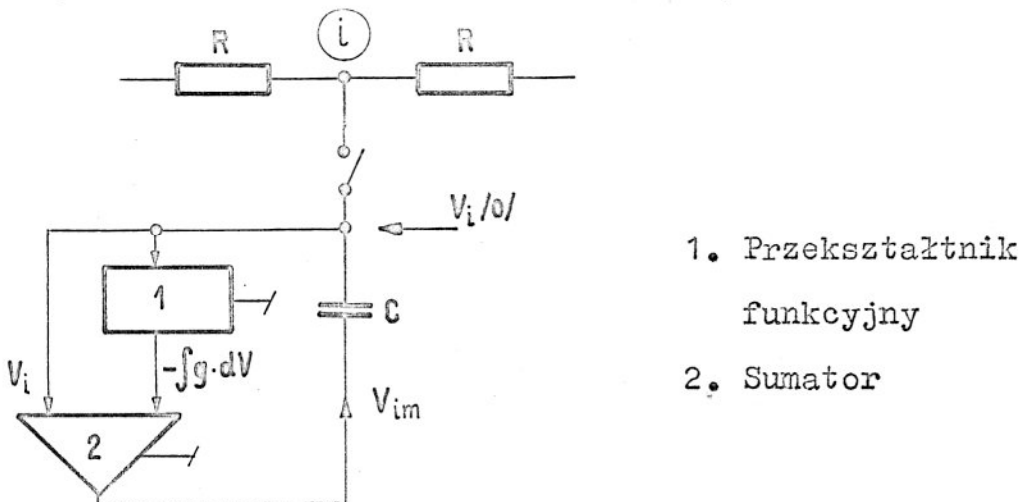 i
R
R
V_i /0/
1
C
V_i
-∫g·dV
V_im
2
1. Przekształtnik
funkcyjny
2. Sumator